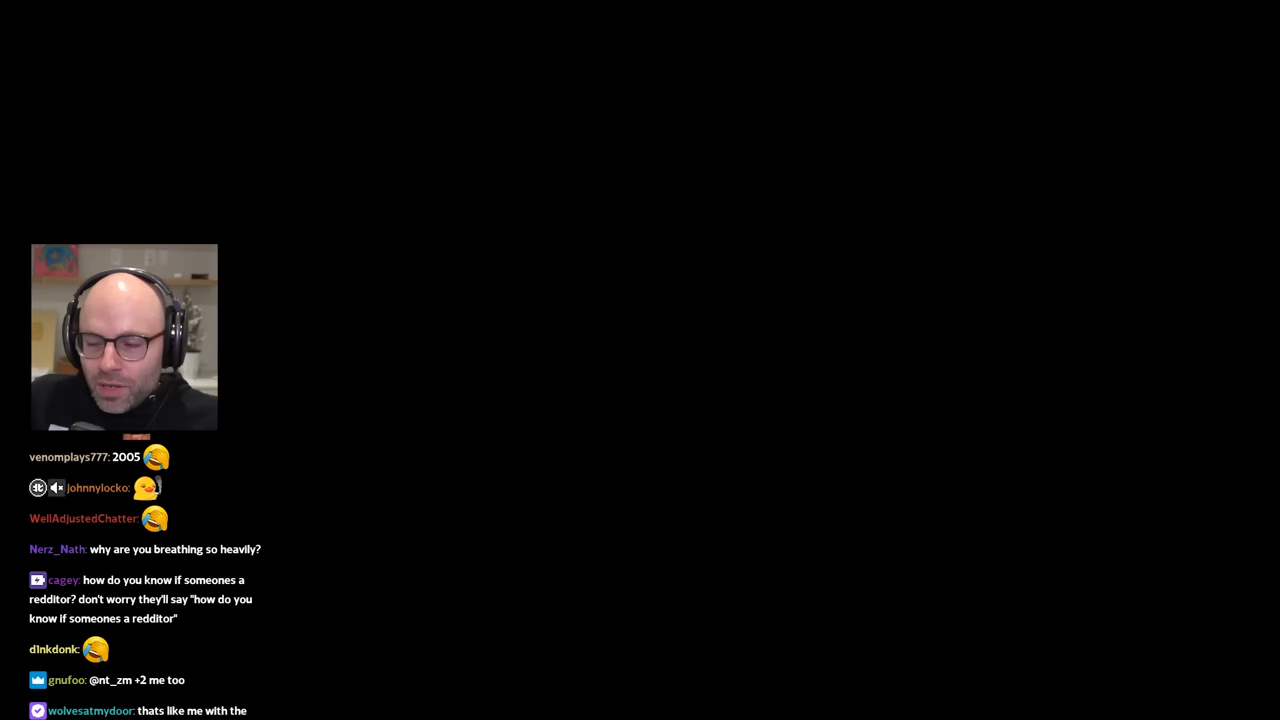 venomplays777: 2005
johnnylocko:
WellAdjustedChatter:
Nerz_Nath: why are you breathing so heavily?
cagey: how do you know if someones a
redditor? don't worry they'll say "how do you
know if someones a redditor"
d1nkdonk:
gnufoo: @nt_zm +2 me too
wolvesatmydoor: thats like me with the